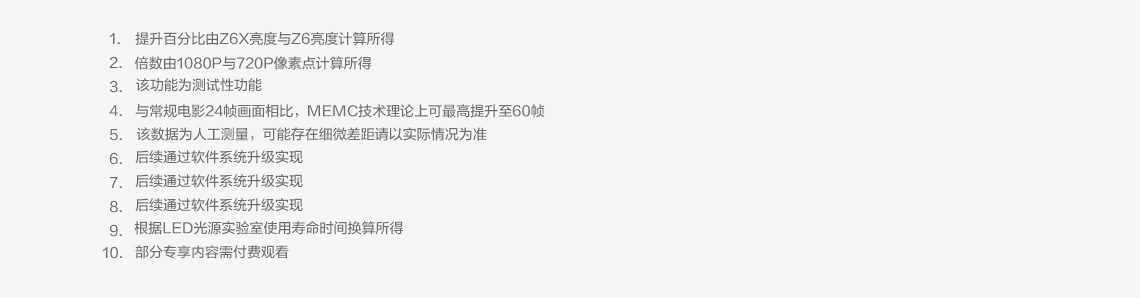 1. 提升百分比由Z6X亮度与Z6亮度计算所得
2. 倍数由1080P与720P像素点计算所得
3. 该功能为测试性功能
4. 与常规电影24帧画面相比，MEMC技术理论上可最高提升至60帧
5. 该数据为人工测量，可能存在细微差距请以实际情况为准
6. 后续通过软件系统升级实现
7. 后续通过软件系统升级实现
8. 后续通过软件系统升级实现
9. 根据LED光源实验室使用寿命时间换算所得
10. 部分专享内容需付费观看